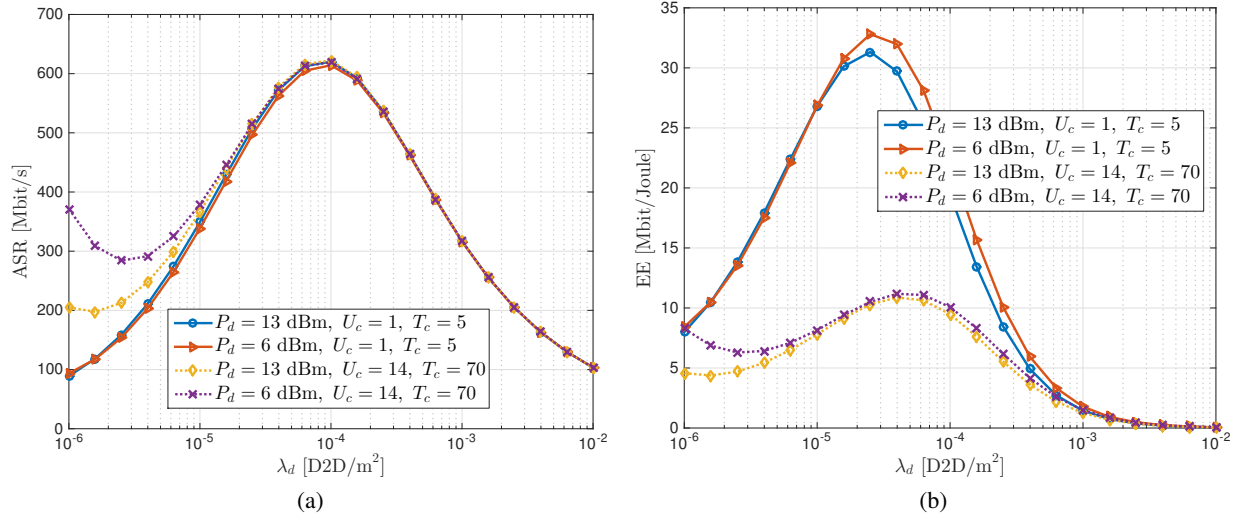 700
600
500
400
300
200
100
0
ASR [Mbit/s]
P_d = 13 dBm, U_c = 1, T_c = 5
P_d = 6 dBm, U_c = 1, T_c = 5
P_d = 13 dBm, U_c = 14, T_c = 70
P_d = 6 dBm, U_c = 14, T_c = 70
10^-6 10^-5 10^-4 10^-3 10^-2
λ_d [D2D/m^2]
(a)
35
30
25
20
15
10
5
0
EE [Mbit/Joule]
P_d = 13 dBm, U_c = 1, T_c = 5
P_d = 6 dBm, U_c = 1, T_c = 5
P_d = 13 dBm, U_c = 14, T_c = 70
P_d = 6 dBm, U_c = 14, T_c = 70
10^-6 10^-5 10^-4 10^-3 10^-2
λ_d [D2D/m^2]
(b)